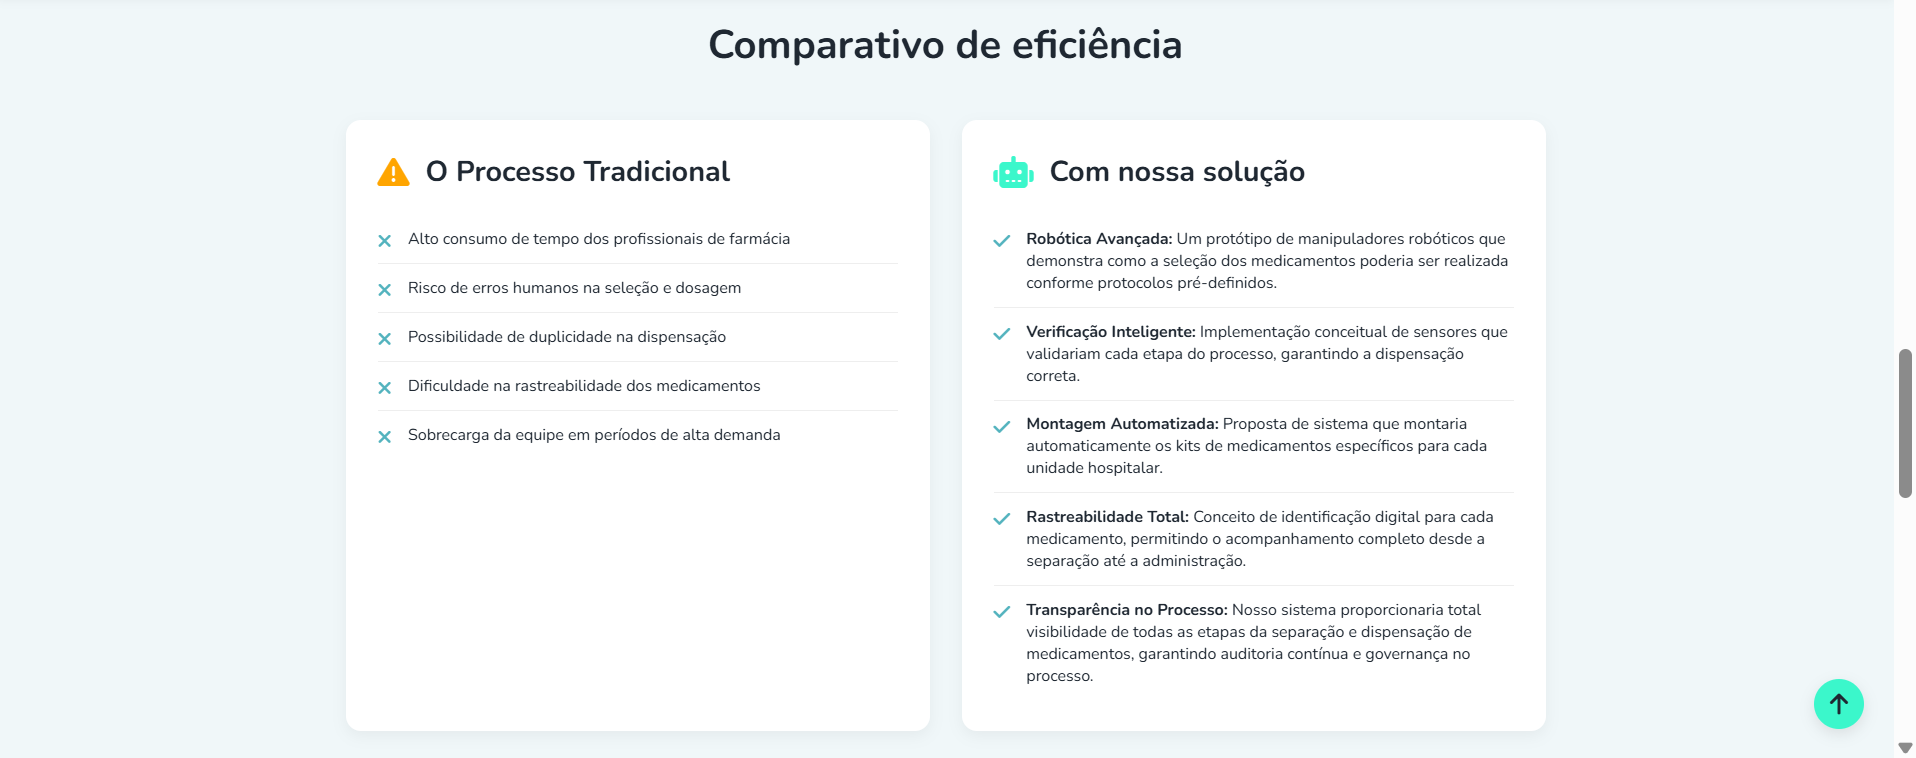 Comparativo de eficiência
O Processo Tradicional
Alto consumo de tempo dos profissionais de farmácia
Risco de erros humanos na seleção e dosagem
Possibilidade de duplicidade na dispensação
Dificuldade na rastreabilidade dos medicamentos
Sobrecarga da equipe em períodos de alta demanda
Com nossa solução
Robótica Avançada: Um protótipo de manipuladores robóticos que
demonstra como a seleção dos medicamentos poderia ser realizada
conforme protocolos pré-definidos.
Verificação Inteligente: Implementação conceitual de sensores que
validariam cada etapa do processo, garantindo a dispensação
correta.
Montagem Automatizada: Proposta de sistema que montaria
automaticamente os kits de medicamentos específicos para cada
unidade hospitalar.
Rastreabilidade Total: Conceito de identificação digital para cada
medicamento, permitindo o acompanhamento completo desde a
separação até a administração.
Transparência no Processo: Nosso sistema proporcionaria total
visibilidade de todas as etapas da separação e dispensação de
medicamentos, garantindo auditoria contínua e governança no
processo.